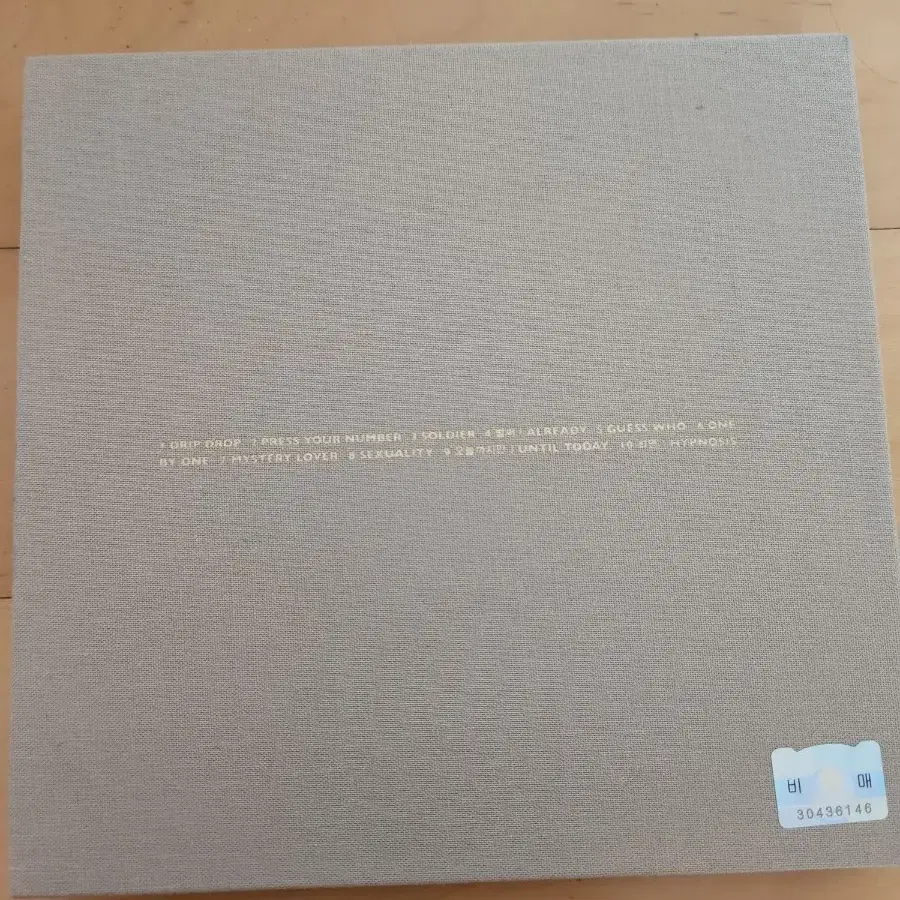 1 DRIP DROP 2 PRESS YOUR NUMBER 3 SOLDIER 4 벌써 | ALREADY 5 GUESS WHO 6 ONE
BY ONE 7 MYSTERY LOVER 8 SEXUALITY 9 오늘까지만 | UNTIL TODAY 10 최면 | HYPNOSIS
비 매
30436146